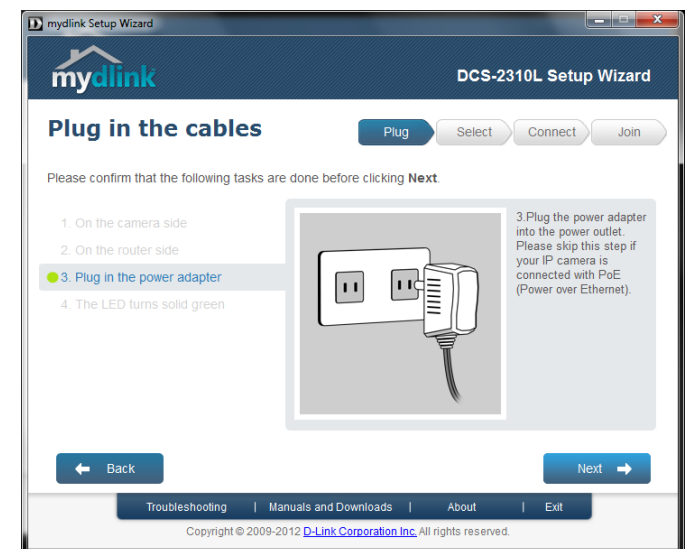 mydlink Setup Wizard
mydlink
DCS-2310L Setup Wizard
Plug in the cables
Plug
Select
Connect
Join
Please confirm that the following tasks are done before clicking Next.
1. On the camera side
2. On the router side
3. Plug in the power adapter
4. The LED turns solid green
3.Plug the power adapter
into the power outlet.
Please skip this step if
your IP camera is
connected with PoE
(Power over Ethernet).
Back
Next
Troubleshooting | Manuals and Downloads | About | Exit
Copyright © 2009-2012 D-Link Corporation Inc. All rights reserved.